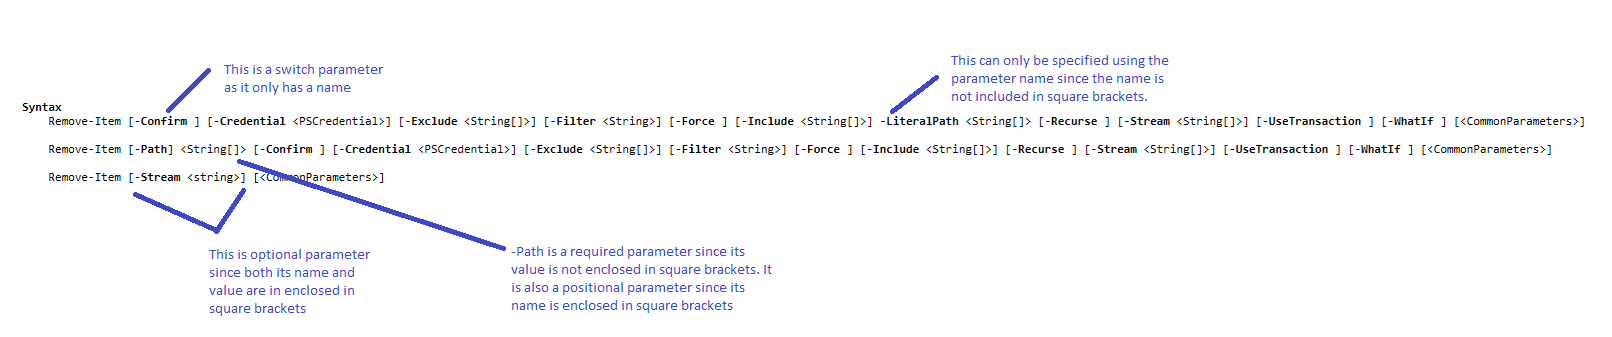 This is a switch parameter
as it only has a name
This can only be specified using the
parameter name since the name is
not included in square brackets.
Syntax
Remove-Item [-Confirm ] [-Credential <PSCredential>] [-Exclude <String[]>] [-Filter <String>] [-Force ] [-Include <String[]>] -LiteralPath <String[]> [-Recurse ] [-Stream <String[]>] [-UseTransaction ] [-WhatIf ] [<CommonParameters>]
Remove-Item [-Path] <String[]> [-Confirm ] [-Credential <PSCredential>] [-Exclude <String[]>] [-Filter <String>] [-Force ] [-Include <String[]>] [-Recurse ] [-Stream <String[]>] [-UseTransaction ] [-WhatIf ] [<CommonParameters>]
Remove-Item [-Stream <string>] [<CommonParameters>]
This is optional parameter
since both its name and
value are in enclosed in
square brackets
-Path is a required parameter since its
value is not enclosed in square brackets. It
is also a positional parameter since its
name is enclosed in square brackets